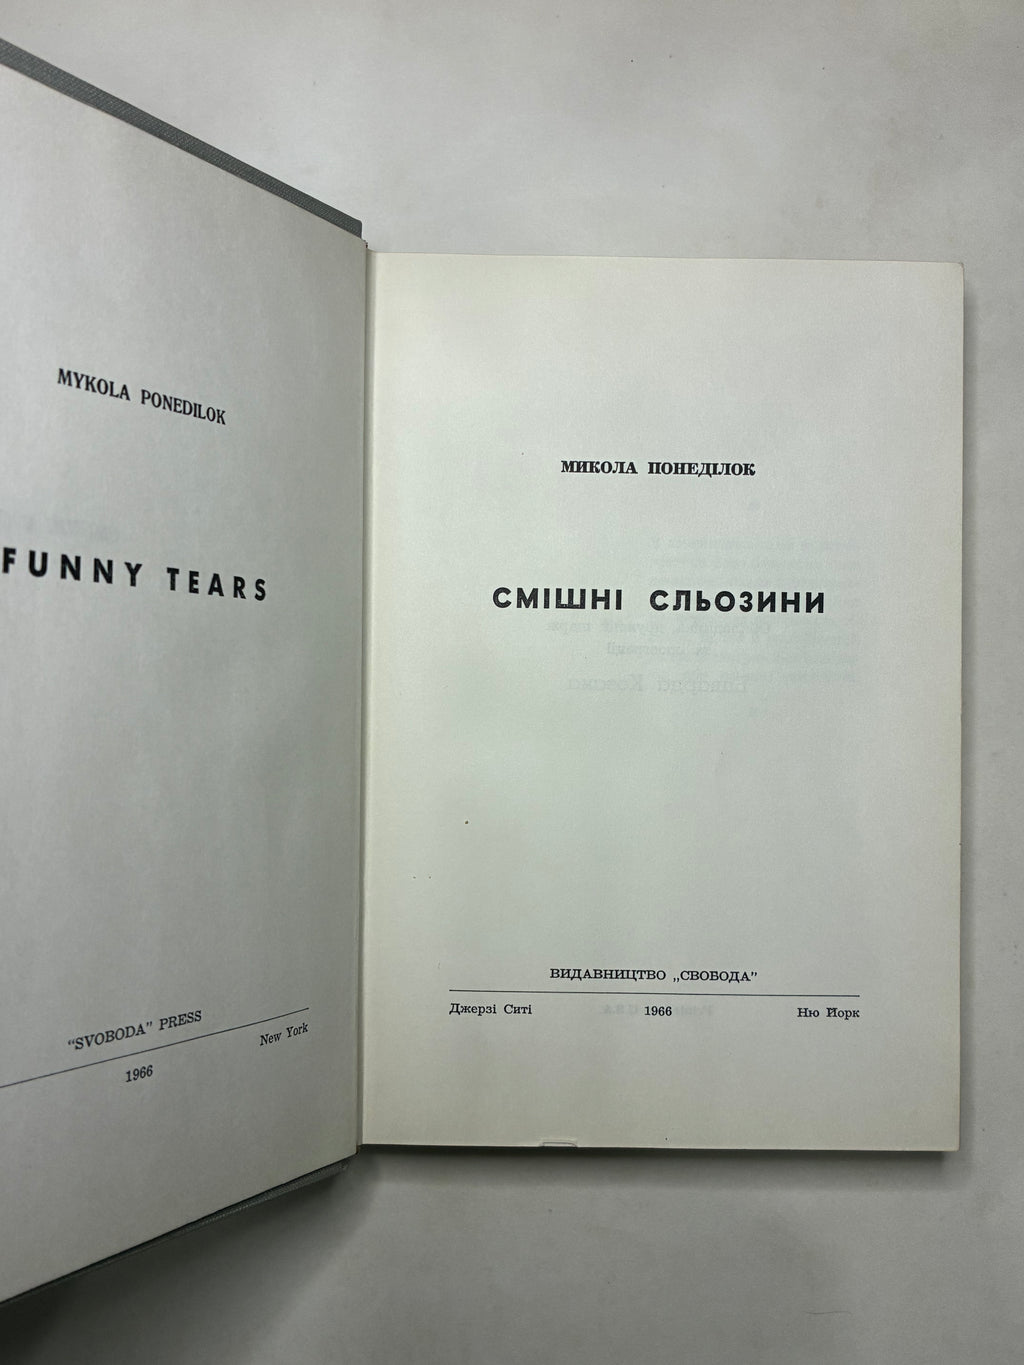 MYKOLA PONEDILOK
FUNNY TEARS
"SVOBODA" PRESS
New York
1966
МИКОЛА ПОНЕДІЛОК
СМІШНІ СЛЬОЗИНИ
ВИДАВНИЦТВО „СВОБОДА"
Джерзі Ситі 1966 Ню Йорк